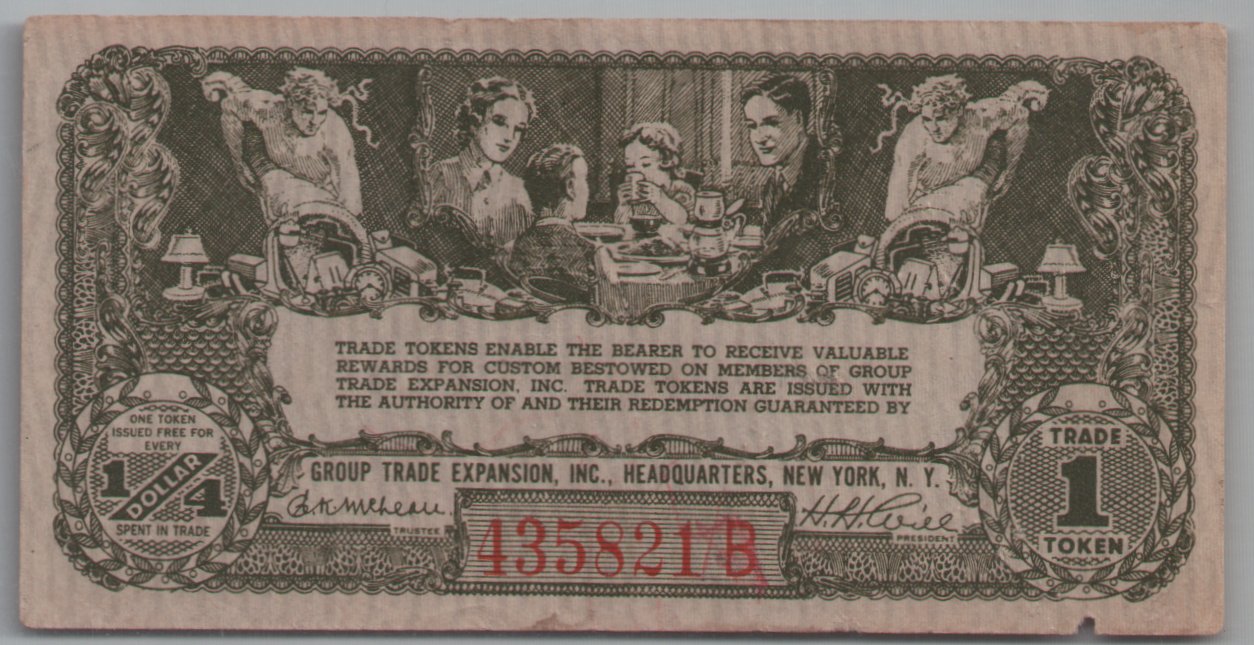 TRADE TOKENS ENABLE THE BEARER TO RECEIVE VALUABLE
REWARDS FOR CUSTOM BESTOWED ON MEMBERS OF GROUP
TRADE EXPANSION, INC. TRADE TOKENS ARE ISSUED WITH
THE AUTHORITY OF AND THEIR REDEMPTION GUARANTEED BY
GROUP TRADE EXPANSION, INC., HEADQUARTERS, NEW YORK, N. Y.
ONE TOKEN
ISSUED FREE FOR
EVERY
1/4 DOLLAR
SPENT IN TRADE
TRUSTEE
435821B
PRESIDENT
TRADE
1
TOKEN